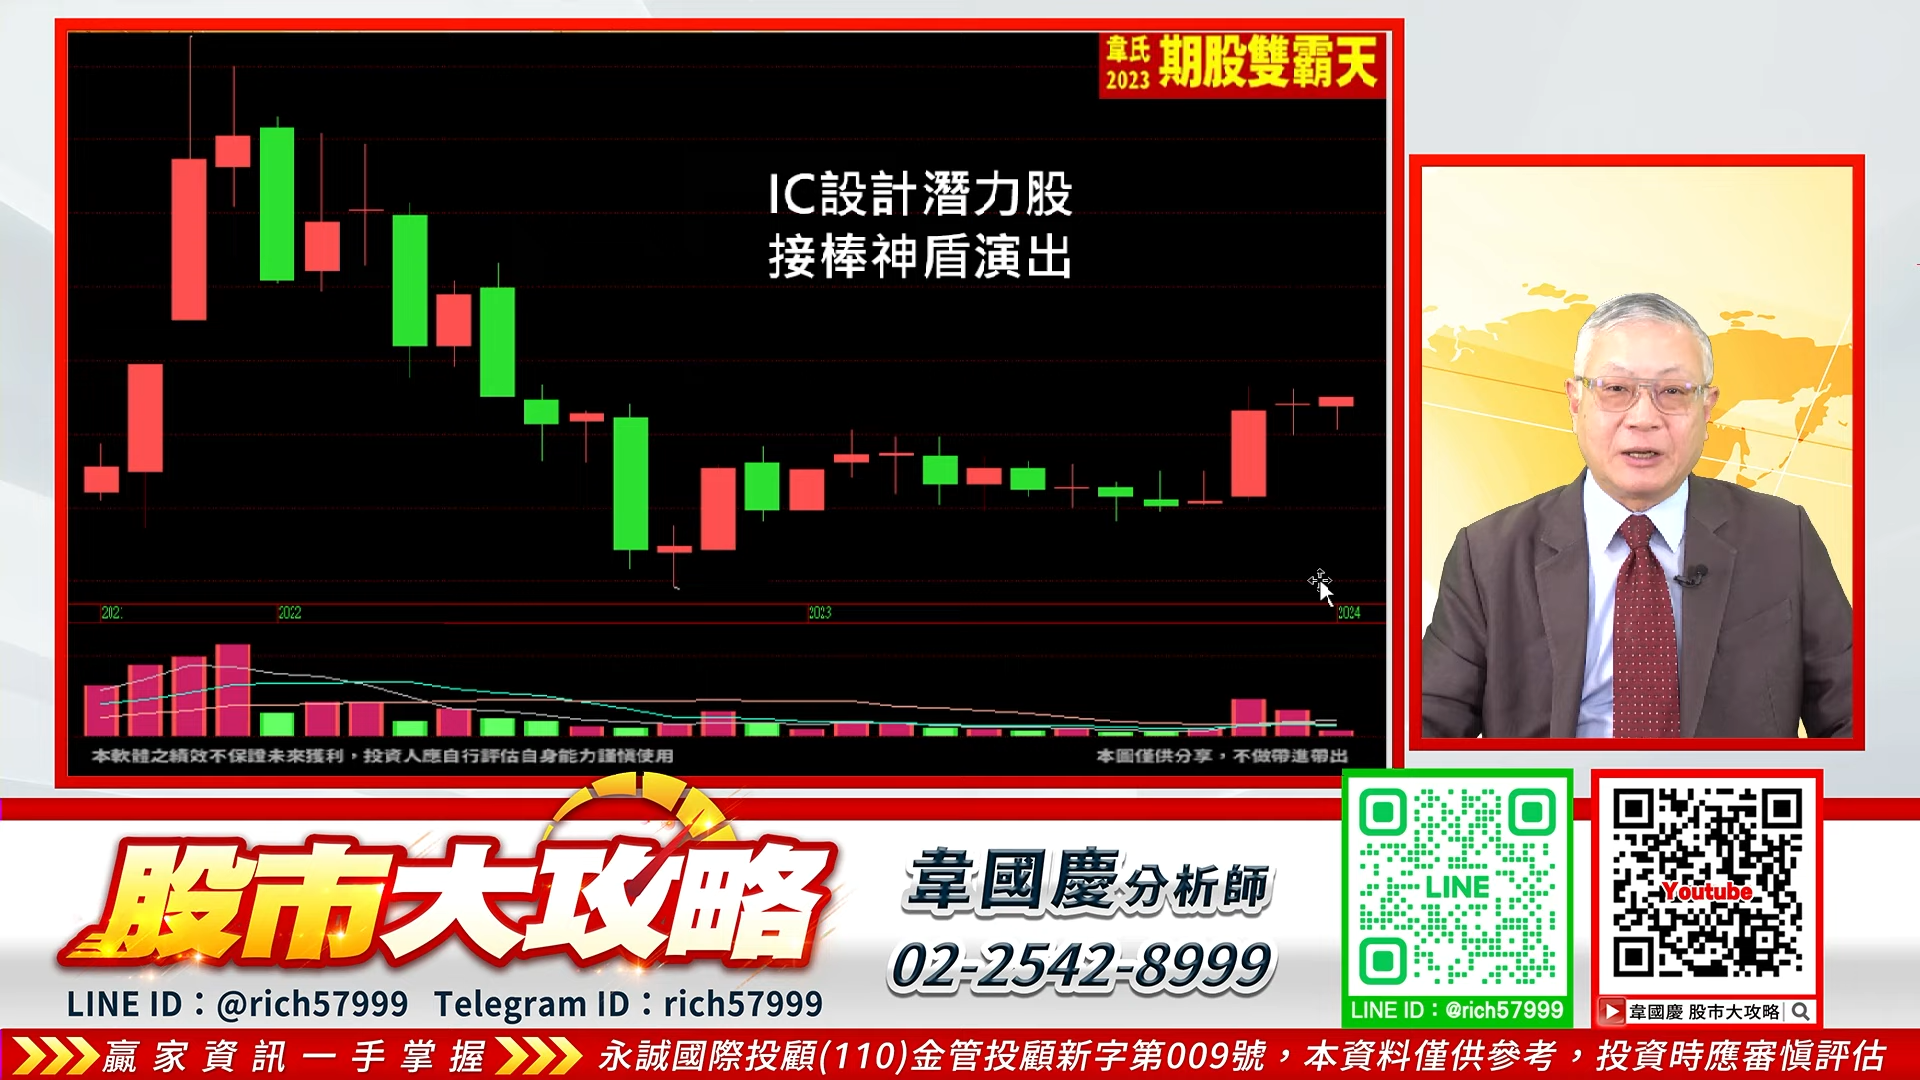 韋氏
2023
期股雙霸天
IC設計潛力股
接棒神盾演出
202
2022
2023
2024
本軟體之績效不保證未來獲利，投資人應自行評估自身能力謹慎使用
本圖僅供分享，不做帶進帶出
股市大攻略
韋國慶分析師
02-2542-8999
LINE ID：@rich57999 Telegram ID：rich57999
LINE
LINE ID：@rich57999
Youtube
韋國慶 股市大攻略
贏家資訊一手掌握
永誠國際投顧(110)金管投顧新字第009號，本資料僅供參考，投資時應審慎評估